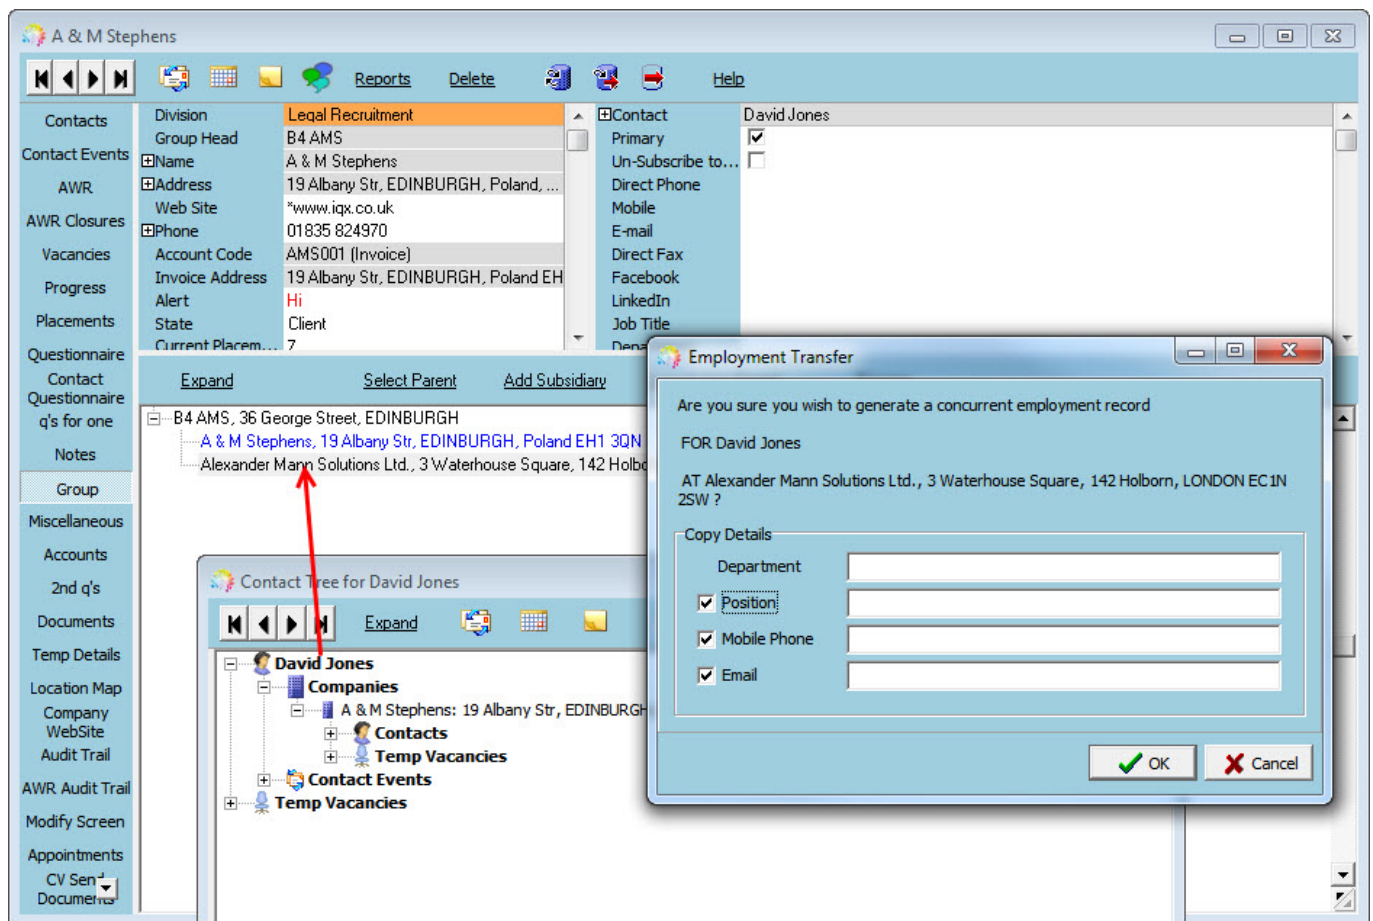 A & M Stephens
Reports Delete Help
Contacts
Contact Events
AWR
AWR Closures
Vacancies
Progress
Placements
Questionnaire
Contact
Questionnaire
q's for one
Notes
Group
Miscellaneous
Accounts
2nd q's
Documents
Temp Details
Location Map
Company
WebSite
Audit Trail
AWR Audit Trail
Modify Screen
Appointments
CV Send
Documents
Division Legal Recruitment
Group Head B4 AMS
Name A & M Stephens
Address 19 Albany Str, EDINBURGH, Poland, ...
Web Site *www.iqx.co.uk
Phone 01835 824970
Account Code AMS001 (Invoice)
Invoice Address 19 Albany Str, EDINBURGH, Poland EH
Alert Hi
State Client
Current Placem... 7
Contact David Jones
Primary
Un-Subscribe to...
Direct Phone
Mobile
E-mail
Direct Fax
Facebook
LinkedIn
Job Title
Expand Select Parent Add Subsidiary
B4 AMS, 36 George Street, EDINBURGH
A & M Stephens, 19 Albany Str, EDINBURGH, Poland EH1 3QN
Alexander Mann Solutions Ltd., 3 Waterhouse Square, 142 Holbo
Contact Tree for David Jones
Expand
David Jones
Companies
A & M Stephens: 19 Albany Str, EDINBURGH
Contacts
Temp Vacancies
Contact Events
Temp Vacancies
Employment Transfer
Are you sure you wish to generate a concurrent employment record
FOR David Jones
AT Alexander Mann Solutions Ltd., 3 Waterhouse Square, 142 Holborn, LONDON EC1N
2SW ?
Copy Details
Department
Position
Mobile Phone
Email
OK Cancel